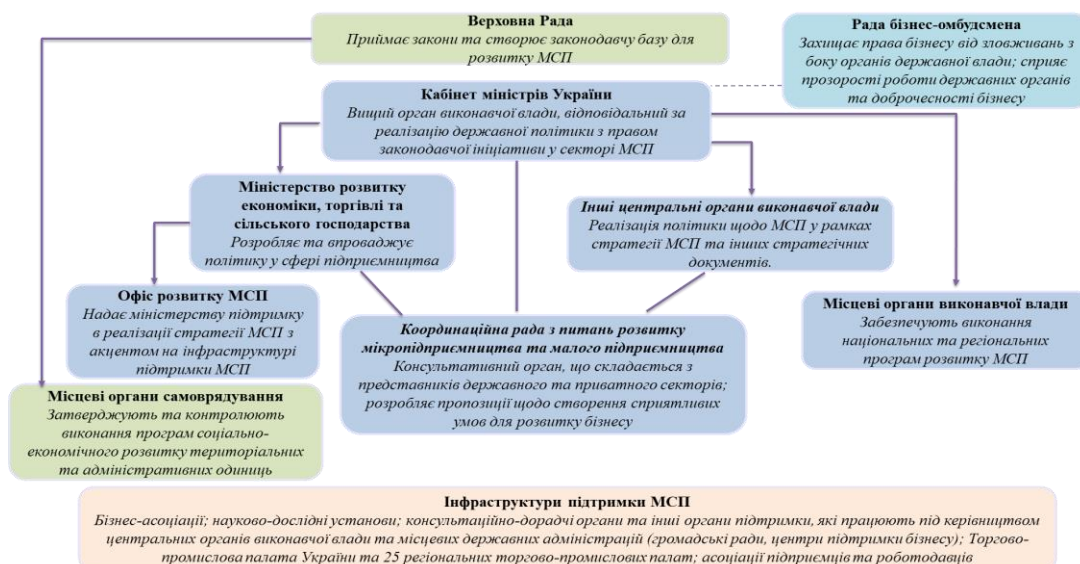 Верховна Рада
Приймає закони та створює законодавчу базу для
розвитку МСП
Рада бізнес-омбудсмена
Захищає права бізнесу від зловживань з
боку органів державної влади; сприяє
прозорості роботи державних органів
та доброчесності бізнесу
Кабінет міністрів України
Вищий орган виконавчої влади, відповідальний за
реалізацію державної політики з правом
законодавчої ініціативи у секторі МСП
Міністерство розвитку
економіки, торгівлі та
сільського господарства
Розробляє та впроваджує
політику у сфері підприємництва
Інші центральні органи виконавчої влади
Реалізація політики щодо МСП у рамках
стратегії МСП та інших стратегічних
документів.
Офіс розвитку МСП
Надає міністерству підтримку
в реалізації стратегії МСП з
акцентом на інфраструктурі
підтримки МСП
Координаційна рада з питань розвитку
мікропідприємництва та малого підприємництва
Консультативний орган, що складається з
представників державного та приватного секторів;
розробляє пропозиції щодо створення сприятливих
умов для розвитку бізнесу
Місцеві органи виконавчої влади
Забезпечують виконання
національних та регіональних
програм розвитку МСП
Місцеві органи самоврядування
Затверджують та контролюють
виконання програм соціально-
економічного розвитку територіальних
та адміністративних одиниць
Інфраструктури підтримки МСП
Бізнес-асоціації; науково-дослідні установи; консультаційно-дорадчі органи та інші органи підтримки, які працюють під керівництвом
центральних органів виконавчої влади та місцевих державних адміністрацій (громадські ради, центри підтримки бізнесу); Торгово-
промислова палата України та 25 регіональних торгово-промислових палат; асоціації підприємців та роботодавців